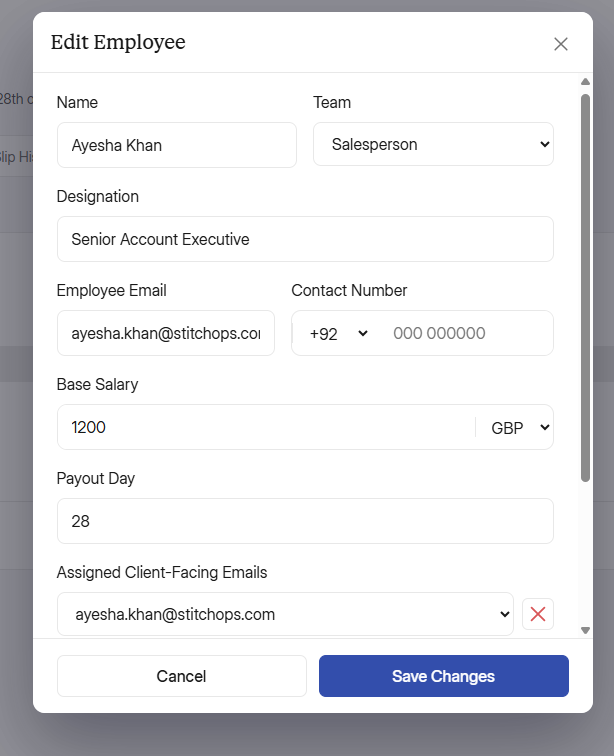 Edit Employee
28th
Slip His
Name
Team
Ayesha Khan
Salesperson
Designation
Senior Account Executive
Employee Email
Contact Number
ayesha.khan@stitchops.co
+92
000 000000
Base Salary
1200
GBP
Payout Day
28
Assigned Client-Facing Emails
ayesha.khan@stitchops.com
Cancel
Save Changes